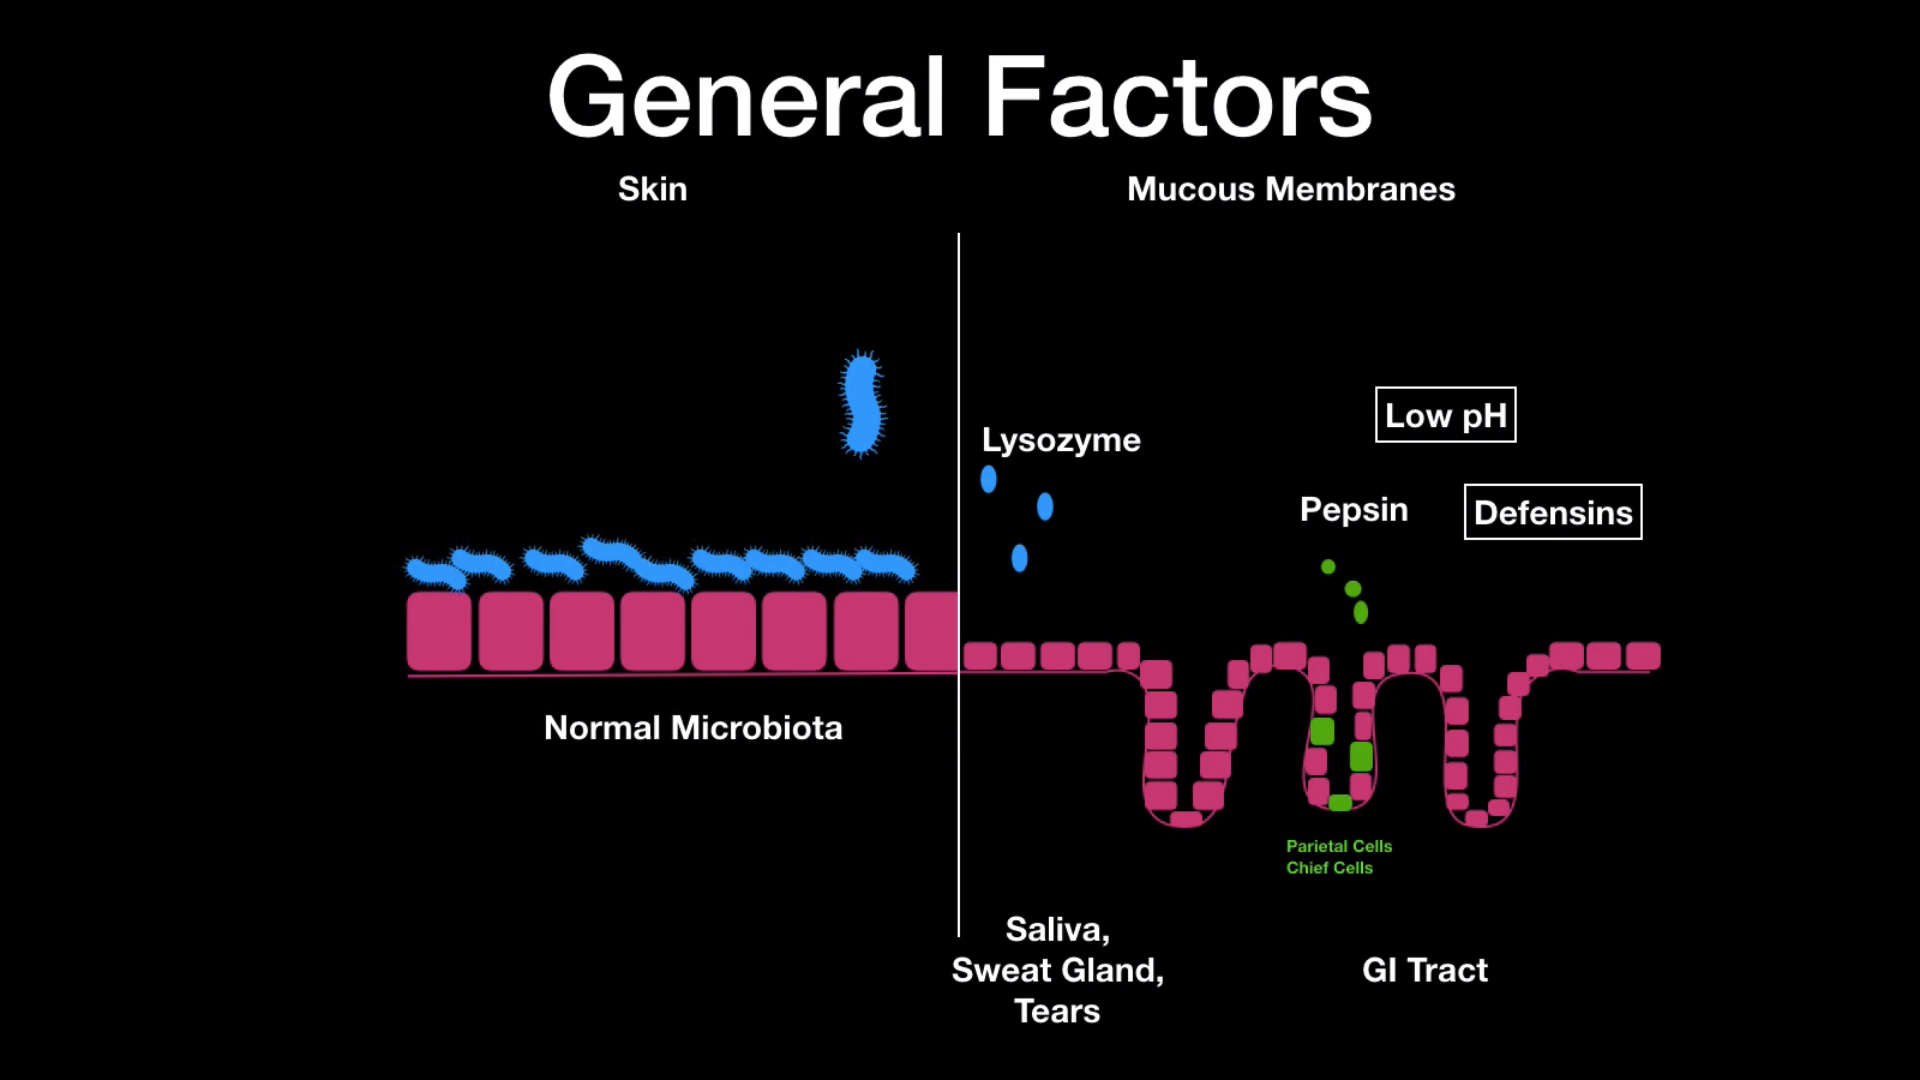 General Factors
Skin
Mucous Membranes
Lysozyme
Low pH
Pepsin
Defensins
Normal Microbiota
Parietal Cells
Chief Cells
Saliva,
Sweat Gland,
Tears
GI Tract